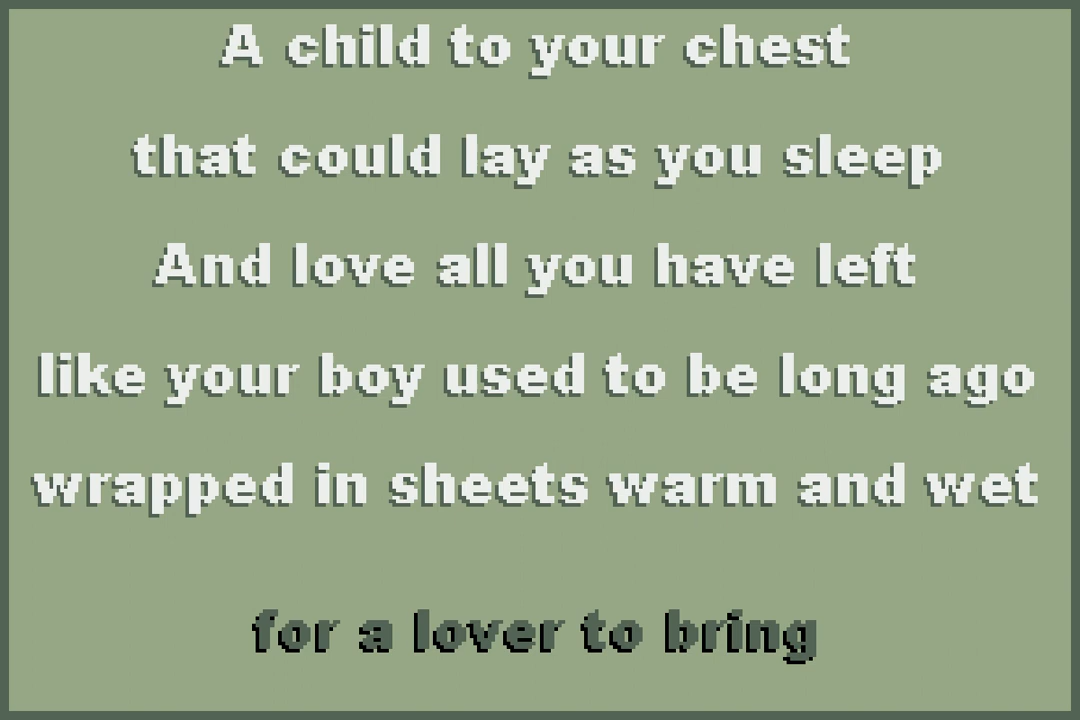 A child to your chest
that could lay as you sleep
And love all you have left
like your boy used to be long ago
wrapped in sheets warm and wet
for a lover to bring